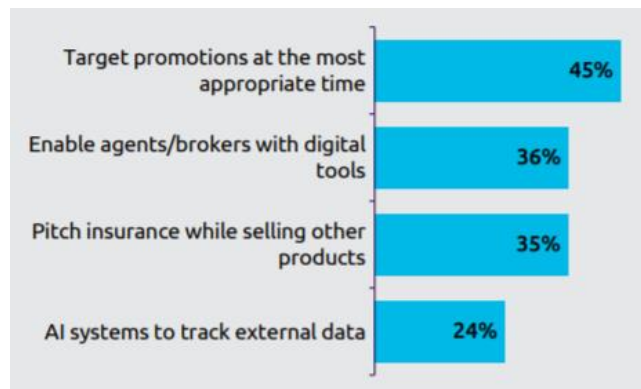 Target promotions at the most
appropriate time
45%
Enable agents/brokers with digital
tools
36%
Pitch insurance while selling other
products
35%
AI systems to track external data
24%